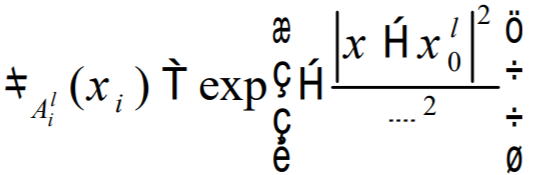 ⧧_{A_i^l} (x_i) T̀ exp æ ç ç è H́ |x H́ x_0^l|^2 / ....^2 ö ÷ ÷ ø